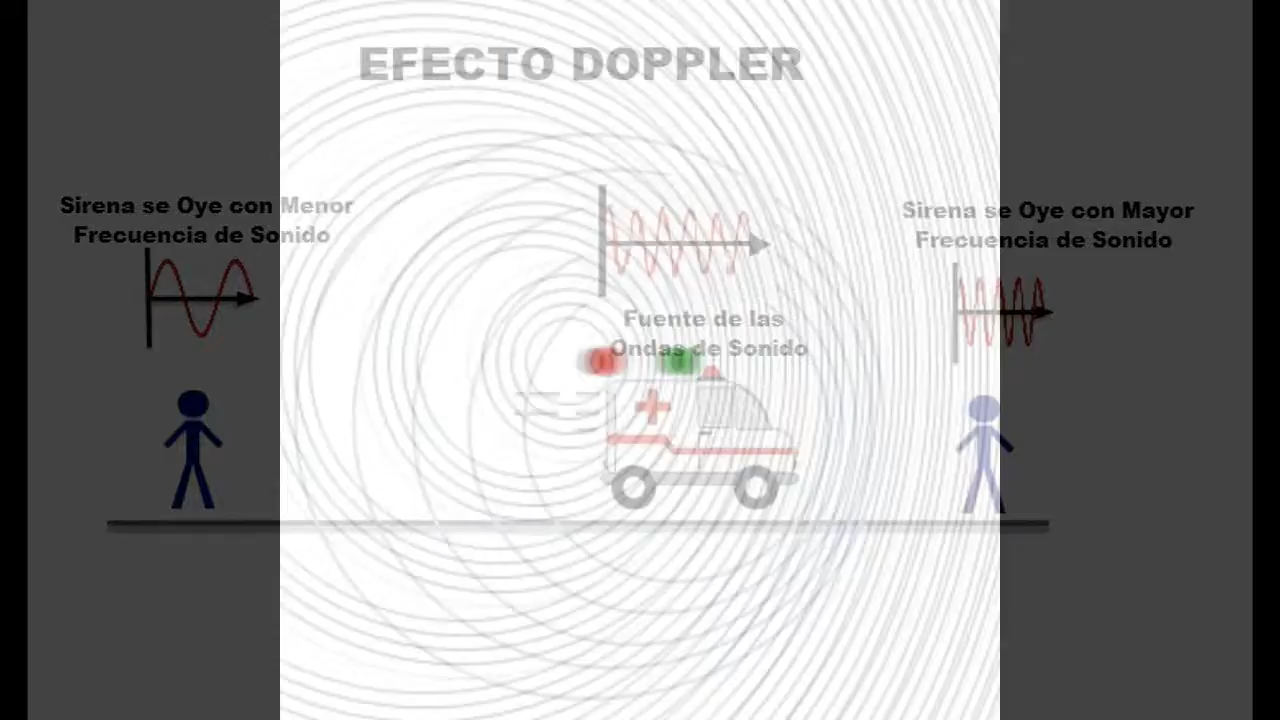 EFECTO DOPPLER
Sirena se Oye con Menor
Frecuencia de Sonido
Sirena se Oye con Mayor
Frecuencia de Sonido
Fuente de las
Ondas de Sonido